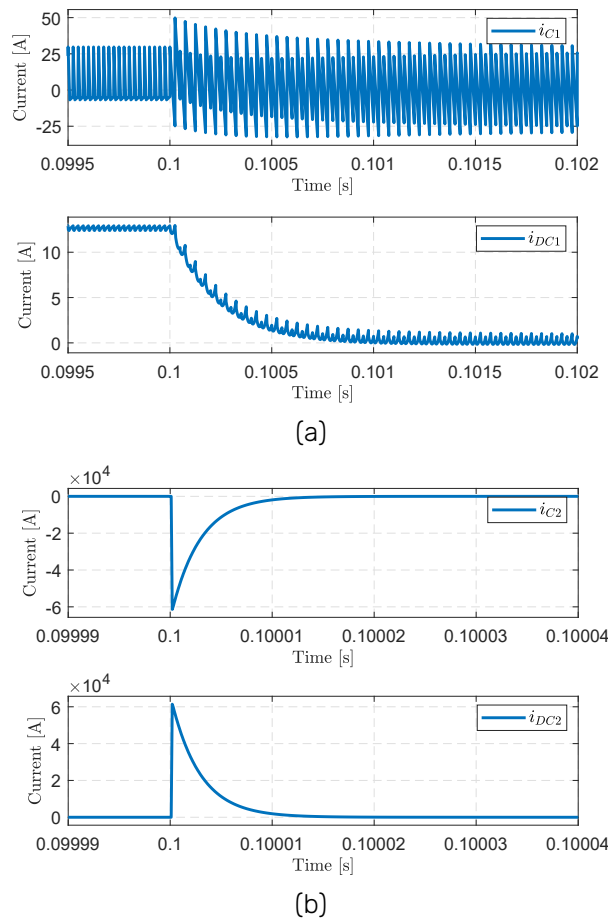 50
25
0
-25
Current [A]
i_{C1}
0.0995 0.1 0.1005 0.101 0.1015 0.102
Time [s]
10
5
0
Current [A]
i_{DC1}
0.0995 0.1 0.1005 0.101 0.1015 0.102
Time [s]
(a)
×10^4
0
-2
-4
-6
Current [A]
i_{C2}
0.09999 0.1 0.10001 0.10002 0.10003 0.10004
Time [s]
×10^4
6
4
2
0
Current [A]
i_{DC2}
0.09999 0.1 0.10001 0.10002 0.10003 0.10004
Time [s]
(b)